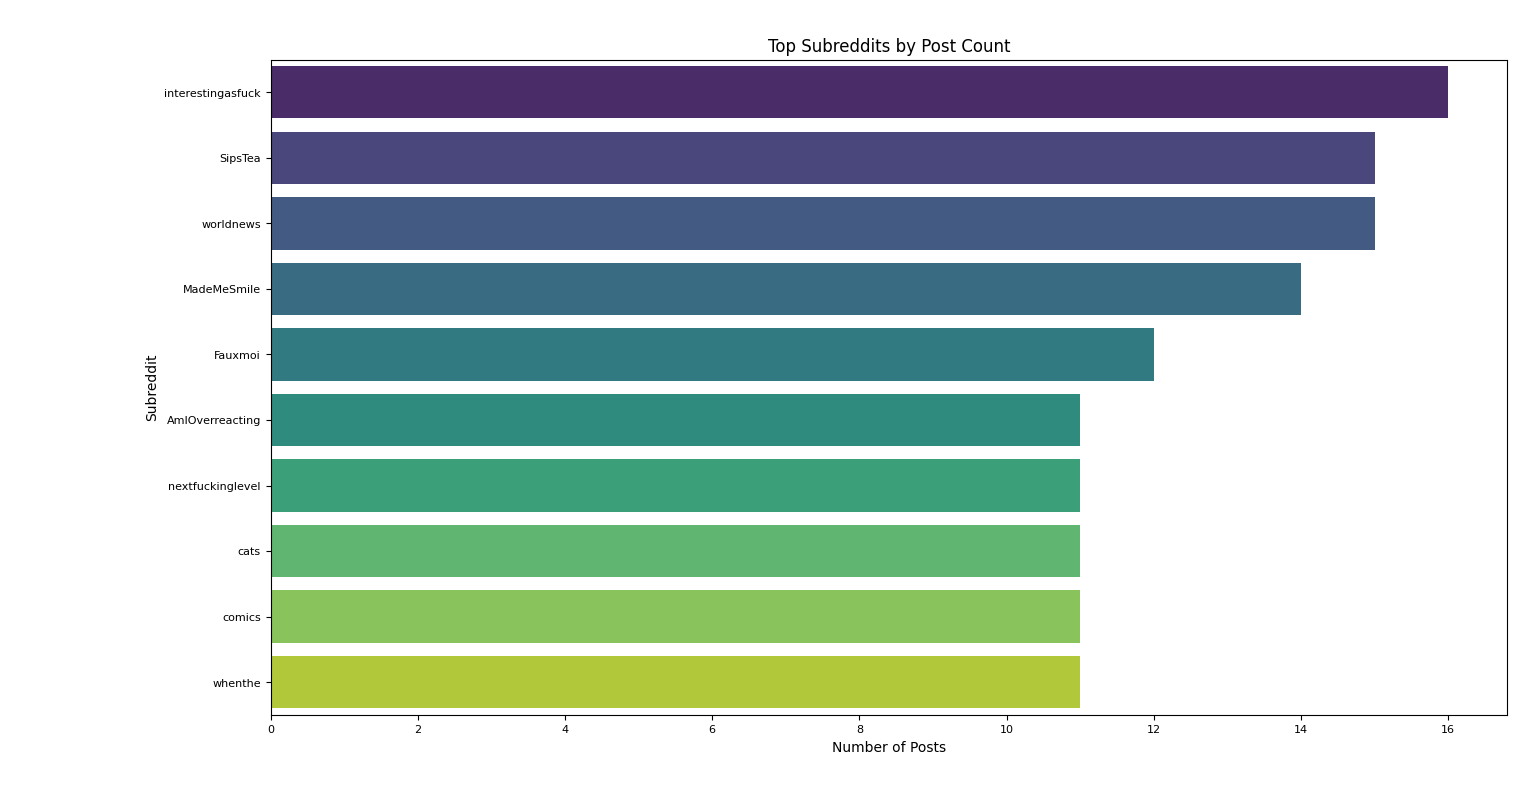 Top Subreddits by Post Count
interestingasfuck
SipsTea
worldnews
MadeMeSmile
Fauxmoi
AmIOverreacting
nextfuckinglevel
cats
comics
whenthe
Subreddit
0 2 4 6 8 10 12 14 16
Number of Posts